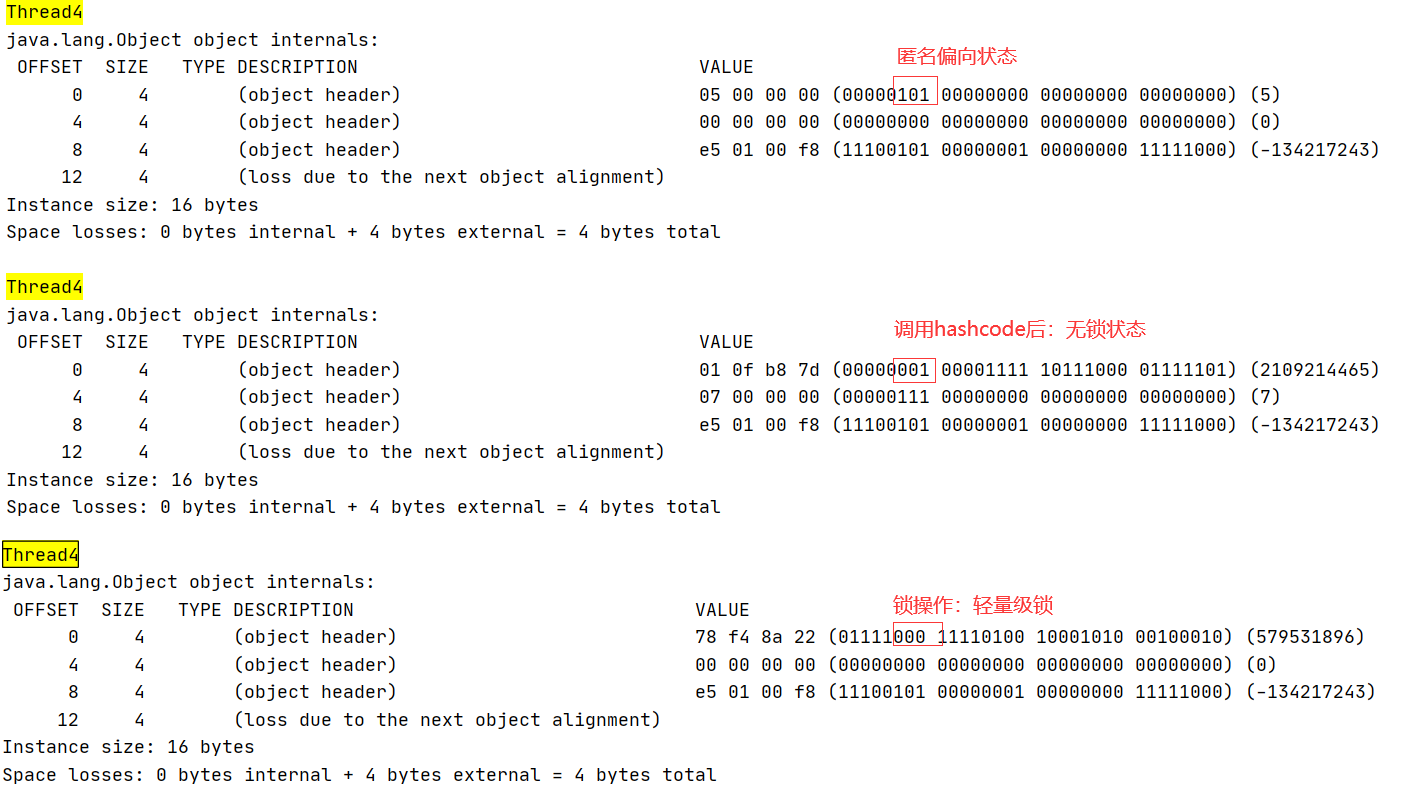 Thread4
java.lang.Object object internals:
匿名偏向状态
OFFSET SIZE TYPE DESCRIPTION VALUE
0 4 (object header) 05 00 00 00 (00000101 00000000 00000000 00000000) (5)
4 4 (object header) 00 00 00 00 (00000000 00000000 00000000 00000000) (0)
8 4 (object header) e5 01 00 f8 (11100101 00000001 00000000 11111000) (-134217243)
12 4 (loss due to the next object alignment)
Instance size: 16 bytes
Space losses: 0 bytes internal + 4 bytes external = 4 bytes total
Thread4
java.lang.Object object internals:
调用hashcode后：无锁状态
OFFSET SIZE TYPE DESCRIPTION VALUE
0 4 (object header) 01 0f b8 7d (00000001 00001111 10111000 01111101) (2109214465)
4 4 (object header) 07 00 00 00 (00000111 00000000 00000000 00000000) (7)
8 4 (object header) e5 01 00 f8 (11100101 00000001 00000000 11111000) (-134217243)
12 4 (loss due to the next object alignment)
Instance size: 16 bytes
Space losses: 0 bytes internal + 4 bytes external = 4 bytes total
Thread4
java.lang.Object object internals:
锁操作：轻量级锁
OFFSET SIZE TYPE DESCRIPTION VALUE
0 4 (object header) 78 f4 8a 22 (01111000 11110100 10001010 00100010) (579531896)
4 4 (object header) 00 00 00 00 (00000000 00000000 00000000 00000000) (0)
8 4 (object header) e5 01 00 f8 (11100101 00000001 00000000 11111000) (-134217243)
12 4 (loss due to the next object alignment)
Instance size: 16 bytes
Space losses: 0 bytes internal + 4 bytes external = 4 bytes total